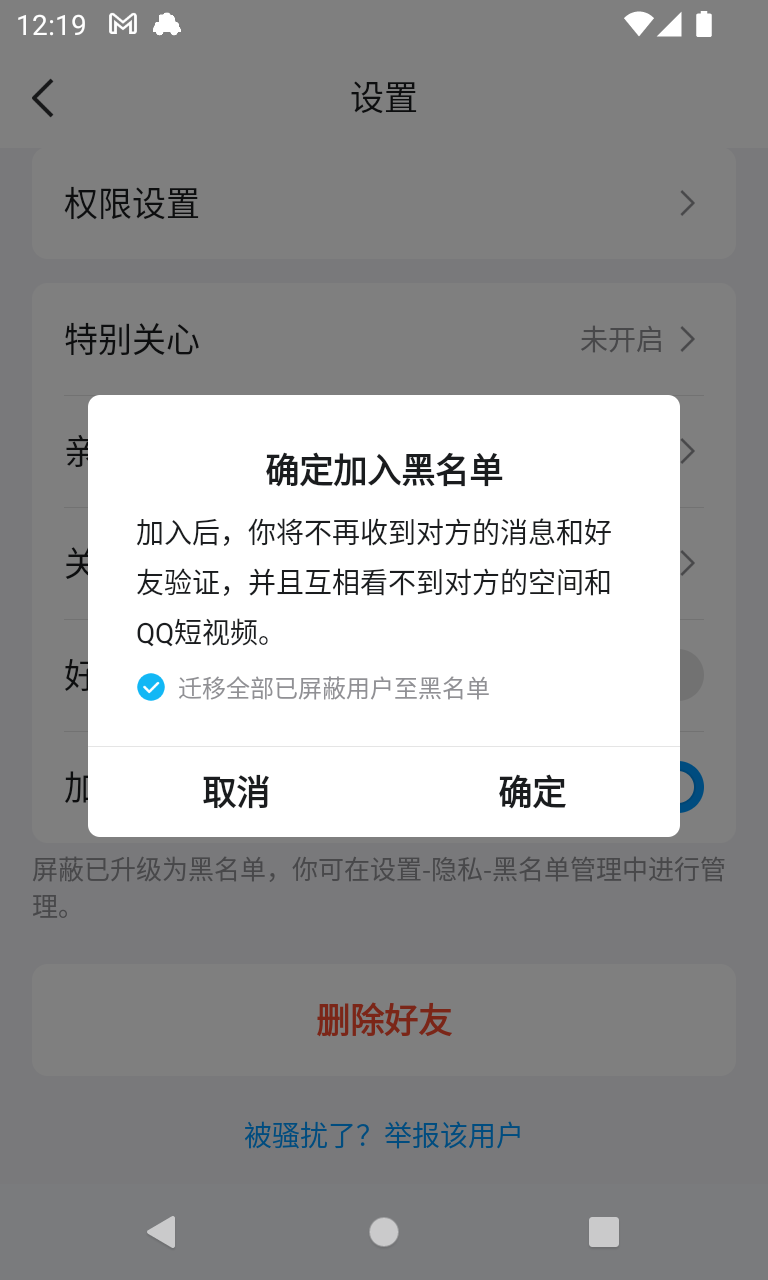 12:19
设置
权限设置
特别关心 未开启
亲
关
好
加
确定加入黑名单
加入后，你将不再收到对方的消息和好
友验证，并且互相看不到对方的空间和
QQ短视频。
迁移全部已屏蔽用户至黑名单
取消 确定
屏蔽已升级为黑名单，你可在设置-隐私-黑名单管理中进行管
理。
删除好友
被骚扰了？举报该用户